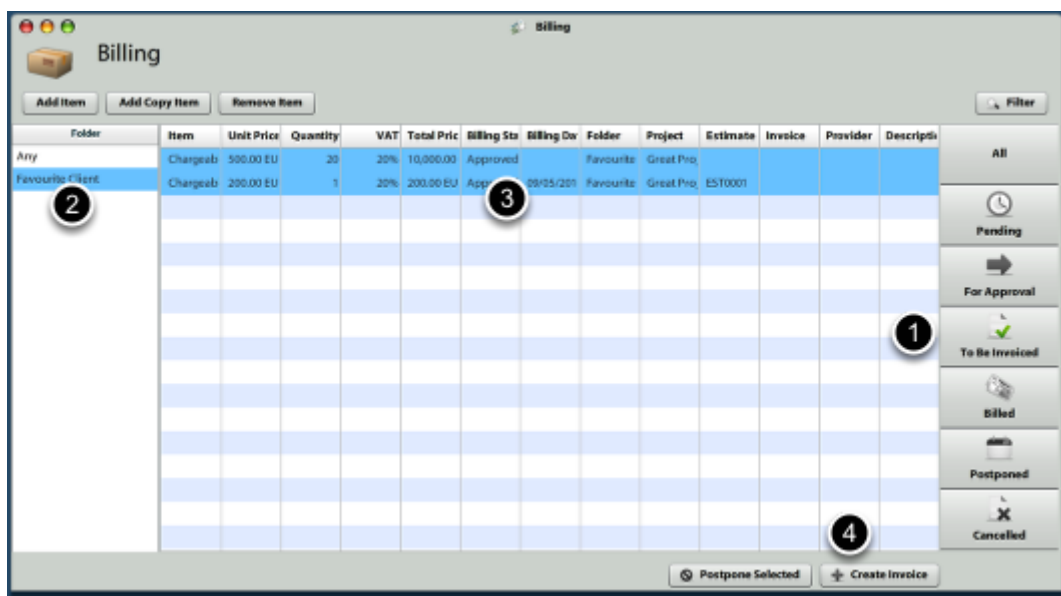 Billing
Billing
Add Item Add Copy Item Remove Item Filter
Folder Item Unit Price Quantity VAT Total Pric Billing Sta Billing Da Folder Project Estimate Invoice Provider Descripti
Any Chargeab 500.00 EU 20 20% 10,000.00 Approved Favourite Great Proj All
Favourite Client Chargeab 200.00 EU 1 20% 200.00 EU 09/05/201 Favourite Great Proj EST0001
2
3
Pending
For Approval
1
To Be Invoiced
Billed
Postponed
4
Cancelled
Postpone Selected Create Invoice